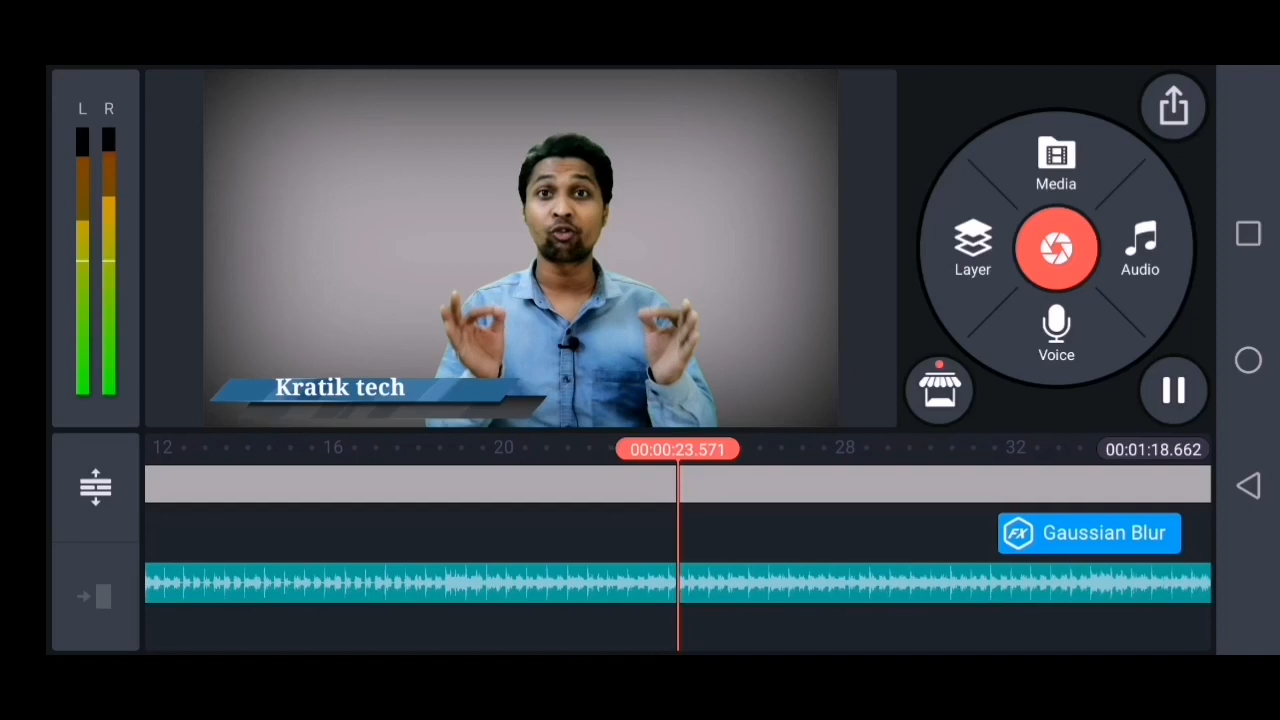 L R
Media
Layer
Audio
Voice
Kratik tech
12 16 20 00:00:23.571 28 32 00:01:18.662
FX Gaussian Blur